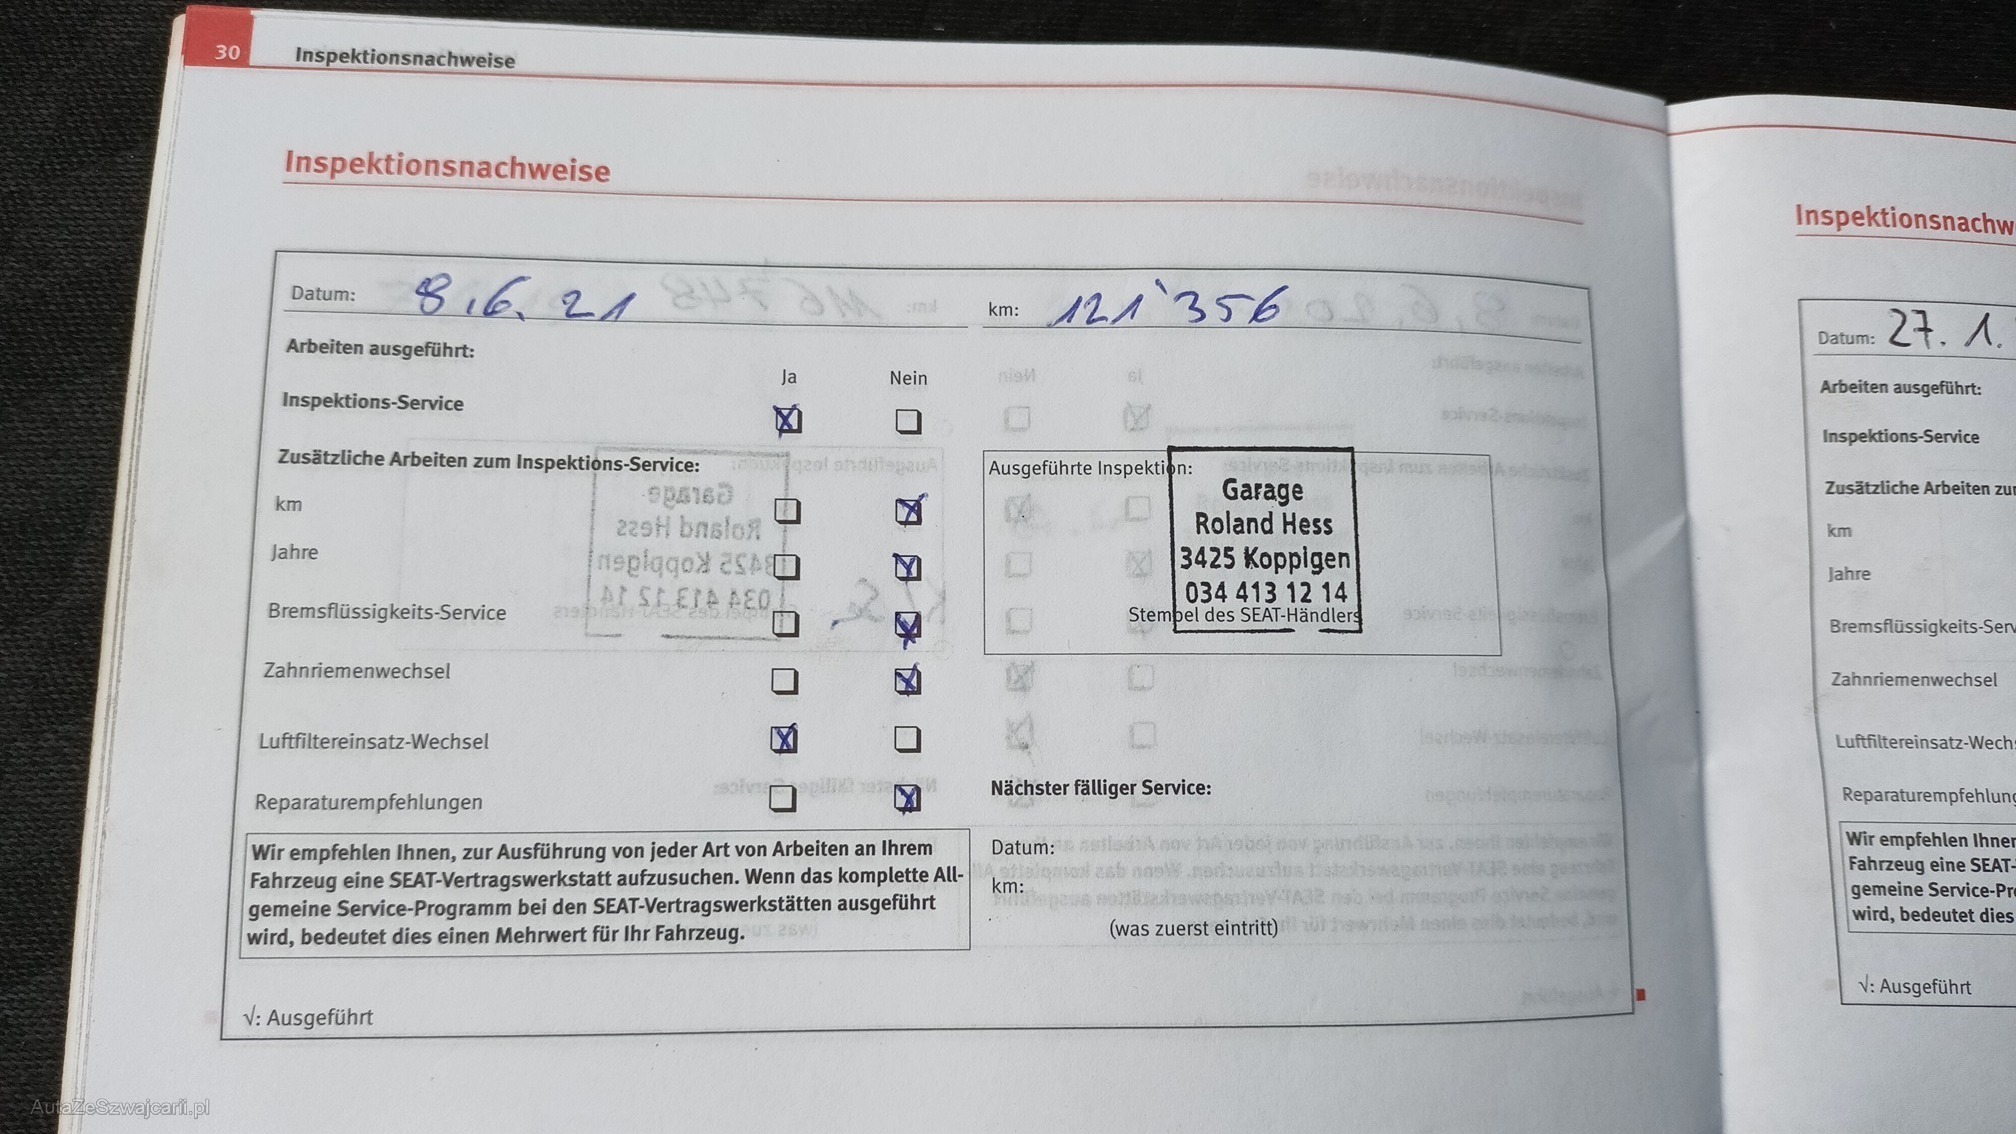 30 Inspektionsnachweise
Inspektionsnachweise
Datum: 8.6.21 km: 121'356
Arbeiten ausgeführt:
Ja Nein
Inspektions-Service
Zusätzliche Arbeiten zum Inspektions-Service:
km
Jahre
Bremsflüssigkeits-Service
Zahnriemenwechsel
Luftfiltereinsatz-Wechsel
Reparaturempfehlungen
Ausgeführte Inspektion:
Garage
Roland Hess
3425 Koppigen
034 413 12 14
Stempel des SEAT-Händlers
Nächster fälliger Service:
Datum:
km:
(was zuerst eintritt)
Wir empfehlen Ihnen, zur Ausführung von jeder Art von Arbeiten an Ihrem
Fahrzeug eine SEAT-Vertragswerkstatt aufzusuchen. Wenn das komplette All-
gemeine Service-Programm bei den SEAT-Vertragswerkstätten ausgeführt
wird, bedeutet dies einen Mehrwert für Ihr Fahrzeug.
√: Ausgeführt
Inspektionsnachw
Datum: 27.1.
Arbeiten ausgeführt:
Inspektions-Service
Zusätzliche Arbeiten zu
km
Jahre
Bremsflüssigkeits-Serv
Zahnriemenwechsel
Luftfiltereinsatz-Wech
Reparaturempfehlung
Wir empfehlen Ihnen
Fahrzeug eine SEAT-
gemeine Service-Pr
wird, bedeutet dies
√: Ausgeführt
AutaZeSzwajcarii.pl